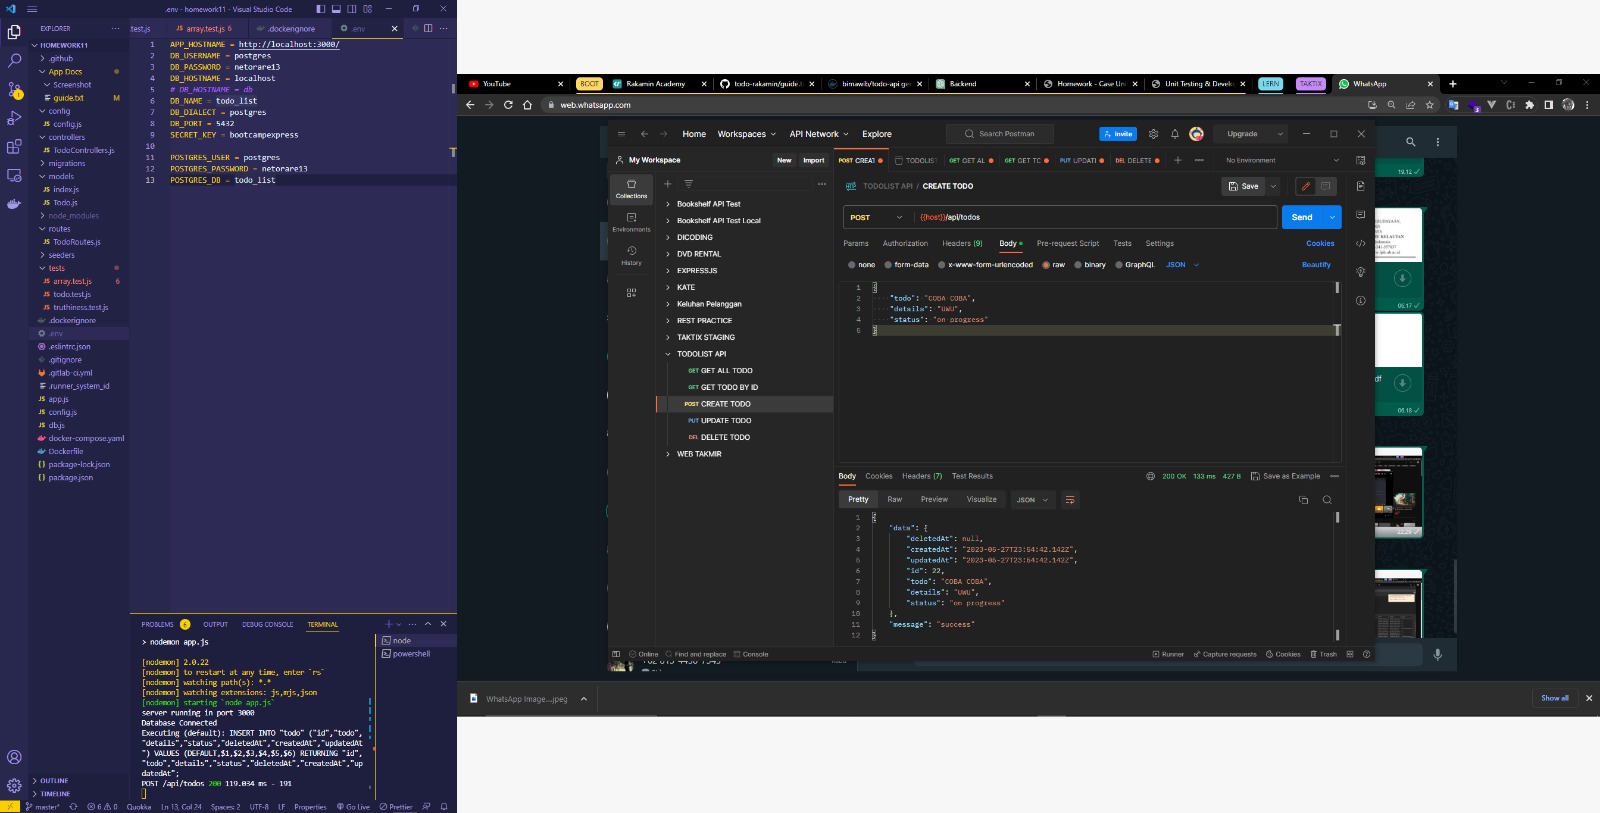 .env - homework11 - Visual Studio Code
EXPLORER
HOMEWORK11
.github
App Docs
Screenshot
guide.txt M
config
config.js
controllers
TodoControllers.js
migrations
models
index.js
Todo.js
node_modules
routes
TodoRoutes.js
seeders
tests
array.test.js 6
todo.test.js
truthiness.test.js
.dockerignore
.env
.eslintrc.json
.gitignore
.gitlab-ci.yml
.runner_system_id
app.js
config.js
db.js
docker-compose.yaml
Dockerfile
package-lock.json
package.json
OUTLINE
TIMELINE
.test.js
array.test.js 6
.dockerignore
.env
1 APP_HOSTNAME = http://localhost:3000/
2 DB_USERNAME = postgres
3 DB_PASSWORD = netorarei3
4 DB_HOSTNAME = localhost
5 # DB_HOSTNAME = db
6 DB_NAME = todo_list
7 DB_DIALECT = postgres
8 DB_PORT = 5432
9 SECRET_KEY = bootcampexpress
10
11 POSTGRES_USER = postgres
12 POSTGRES_PASSWORD = netorarei3
13 POSTGRES_DB = todo_list
PROBLEMS 6 OUTPUT DEBUG CONSOLE TERMINAL
node
powershell
> nodemon app.js
[nodemon] 2.0.22
[nodemon] to restart at any time, enter `rs`
[nodemon] watching path(s): *.*
[nodemon] watching extensions: js,mjs,json
[nodemon] starting `node app.js`
server running in port 3000
Database Connected
Executing (default): INSERT INTO "todo" ("id","todo",
"details","status","deletedAt","createdAt","updatedAt
") VALUES (DEFAULT,$1,$2,$3,$4,$5,$6) RETURNING "id",
"todo","details","status","deletedAt","createdAt","up
datedAt";
POST /api/todos 200 119.034 ms - 191
master* 6 0 Quokka Ln 13, Col 24 Spaces: 2 UTF-8 LF Properties Go Live Prettier
YouTube
BOOT
Rakamin Academy
todo-rakamin/guide.t
bimawit/todo-api ger
Backend
Homework - Case Uni
Unit Testing & Develo
LERN
TAKTIX
WhatsApp
web.whatsapp.com
Home Workspaces API Network Explore
Search Postman
Invite
Upgrade
My Workspace
New Import
Collections
Environments
History
Bookshelf API Test
Bookshelf API Test Local
DICODING
DVD RENTAL
EXPRESSJS
KATE
Keluhan Pelanggan
REST PRACTICE
TAKTIX STAGING
TODOLIST API
GET GET ALL TODO
GET GET TODO BY ID
POST CREATE TODO
PUT UPDATE TODO
DEL DELETE TODO
WEB TAKMIR
POST CREAT
TODOLIS
GET GET AL
GET GET TC
PUT UPDATI
DEL DELETE
No Environment
TODOLIST API / CREATE TODO
Save
POST {{host}}/api/todos
Send
Params Authorization Headers (9) Body Pre-request Script Tests Settings Cookies
none form-data x-www-form-urlencoded raw binary GraphQL JSON Beautify
1 {
2 "todo": "COBA COBA",
3 "details": "UWU",
4 "status": "on progress"
5 }
Body Cookies Headers (7) Test Results
200 OK 133 ms 427 B Save as Example
Pretty Raw Preview Visualize JSON
1 {
2 "data": {
3 "deletedAt": null,
4 "createdAt": "2023-05-27T23:54:42.142Z",
5 "updatedAt": "2023-05-27T23:54:42.142Z",
6 "id": 22,
7 "todo": "COBA COBA",
8 "details": "UWU",
9 "status": "on progress"
10 },
11 "message": "success"
12 }
Online Find and replace Console
Runner Capture requests Cookies Trash
19.12
05.17
df
06.18
22.29
WhatsApp Image....jpeg
Show all